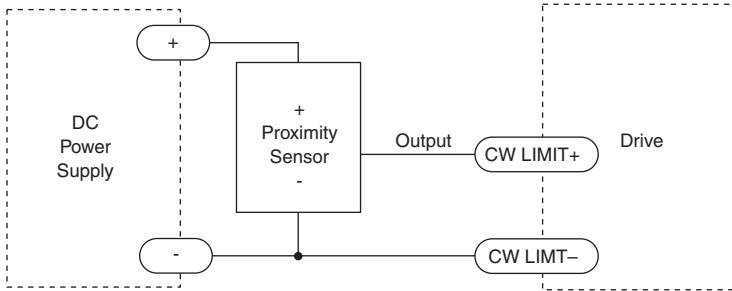 +
DC
Power
Supply
-
+
Proximity
Sensor
-
Output
CW LIMIT+
CW LIMT–
Drive